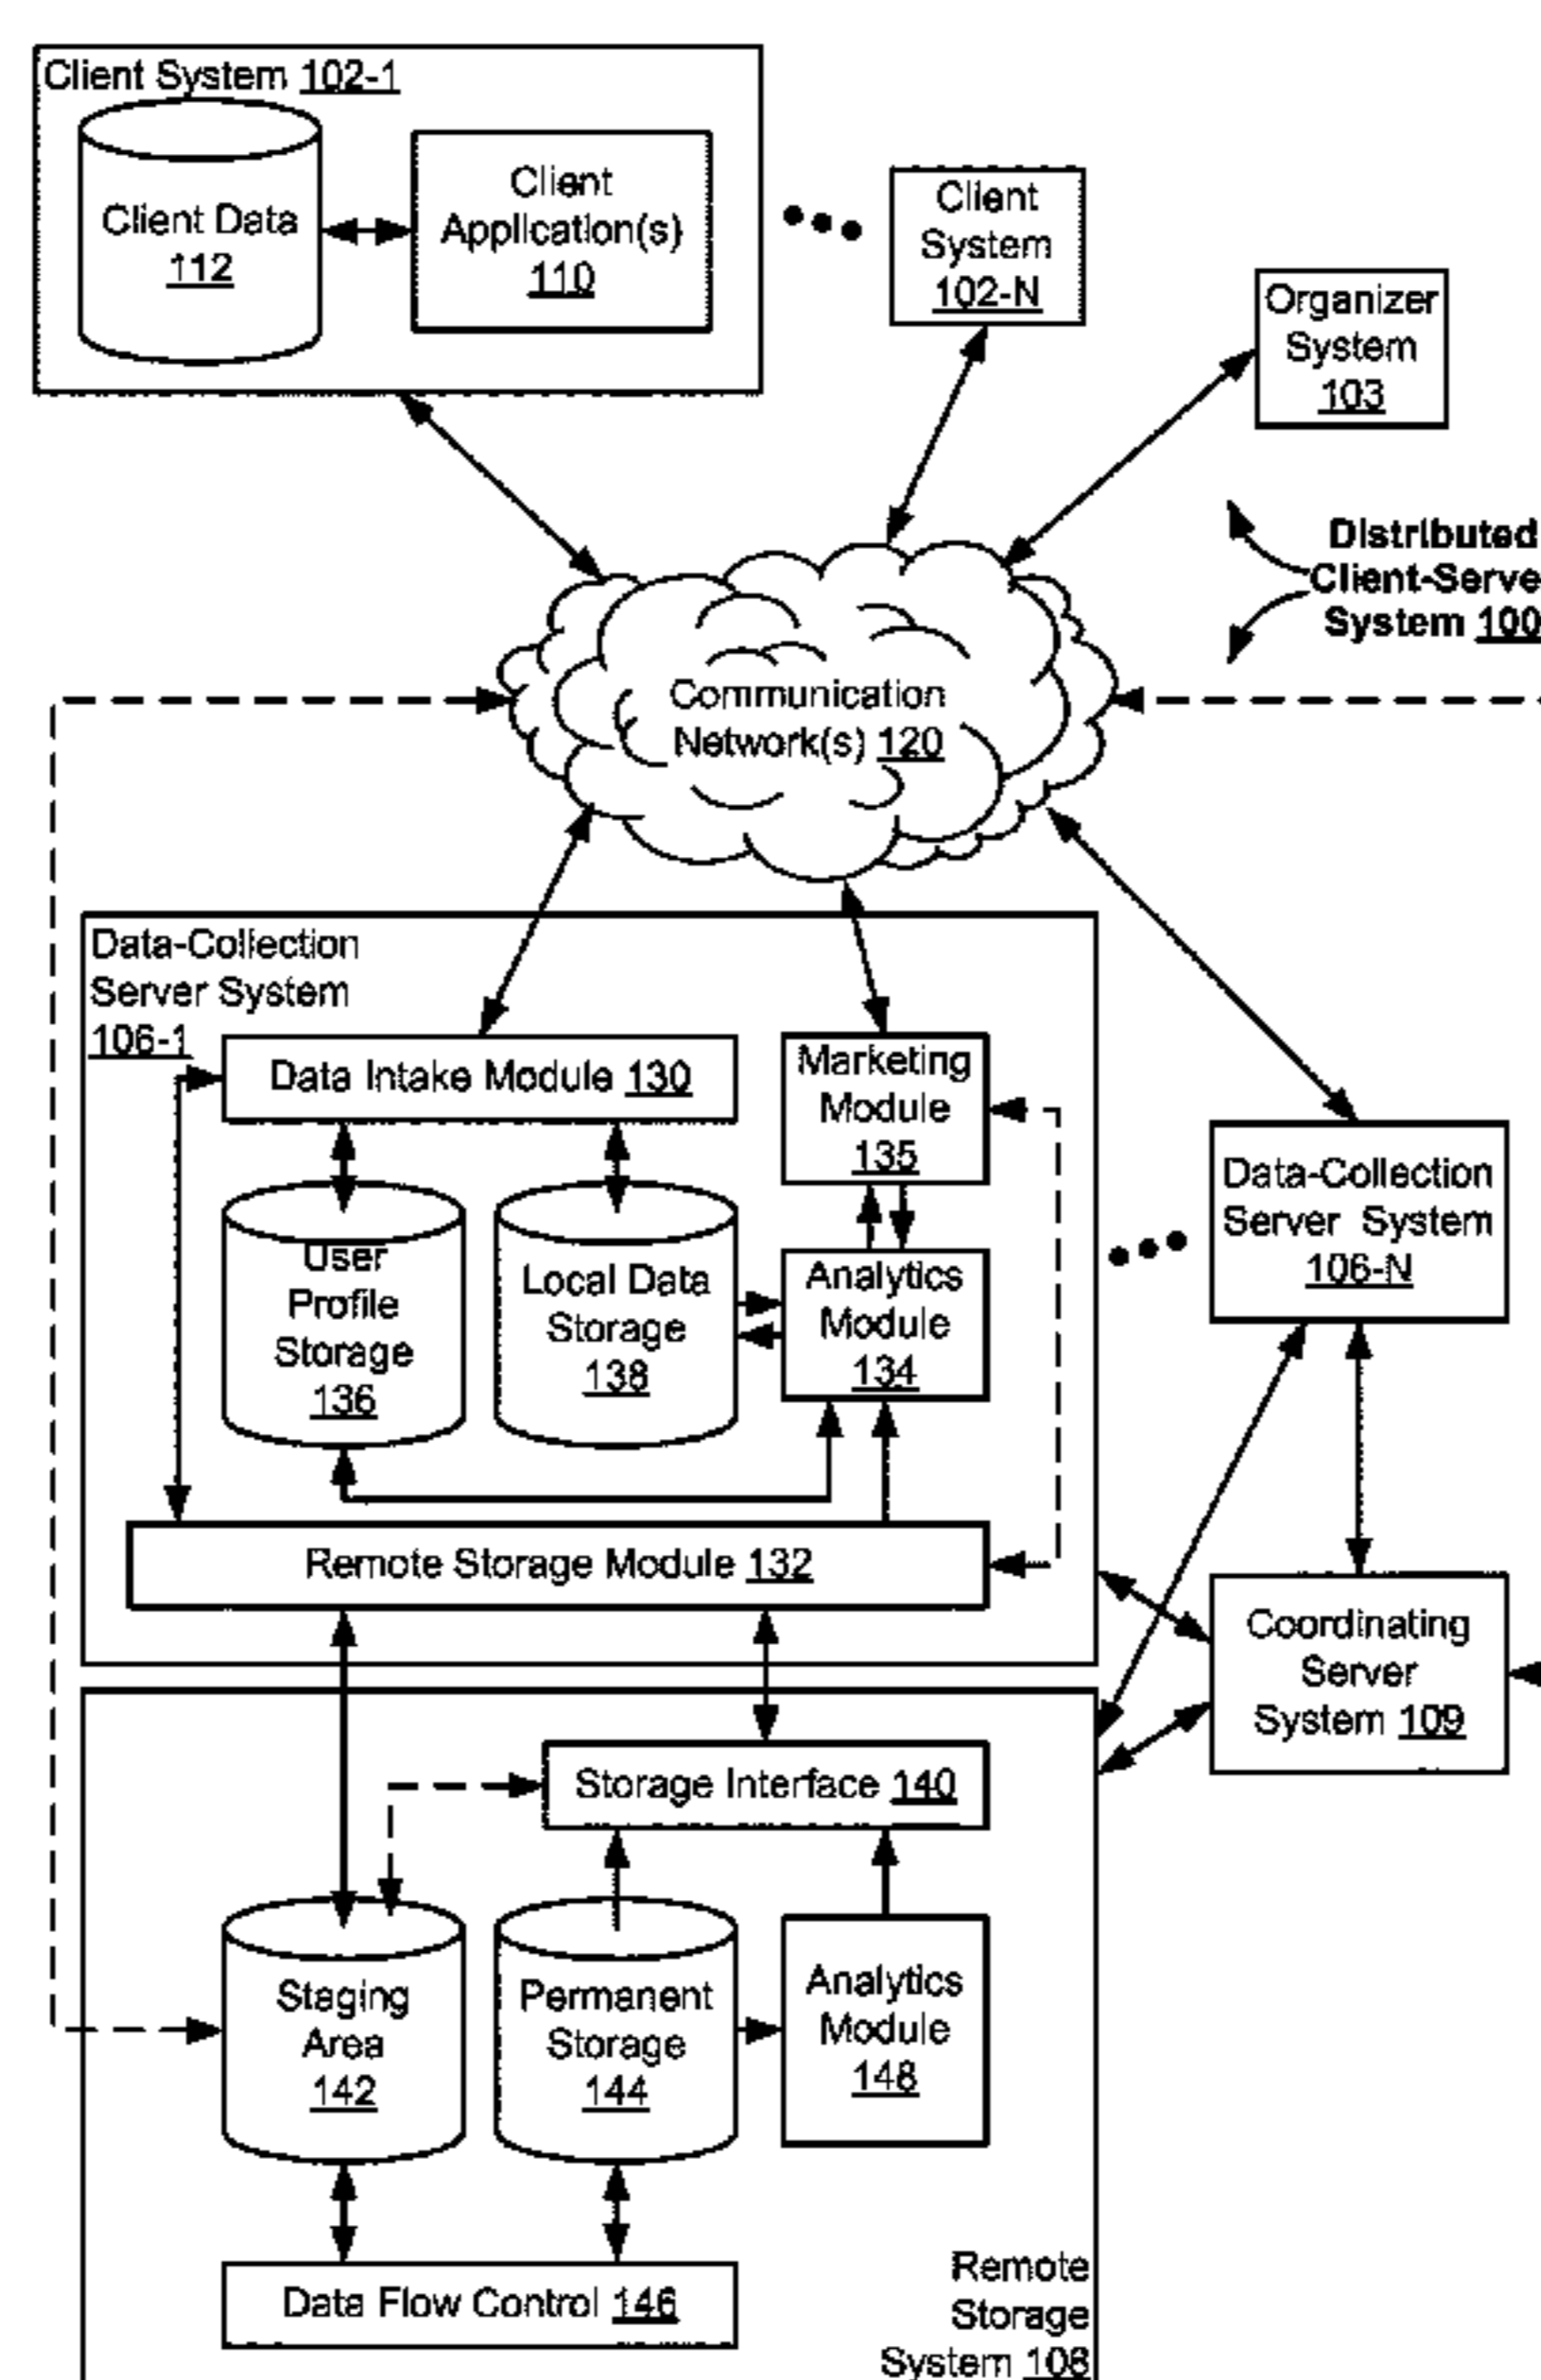 Client System 102-1
Client Data
112
Client
Application(s)
110
Client
System
102-N
Organizer
System
103
Distributed
Client-Serve
System 100
Communication
Network(s) 120
Data-Collection
Server System
106-1
Data Intake Module 130
Marketing
Module
135
User
Profile
Storage
136
Local Data
Storage
138
Analytics
Module
134
Data-Collection
Server System
106-N
Remote Storage Module 132
Coordinating
Server
System 109
Storage Interface 140
Staging
Area
142
Permanent
Storage
144
Analytics
Module
148
Data Flow Control 146
Remote
Storage
System 108